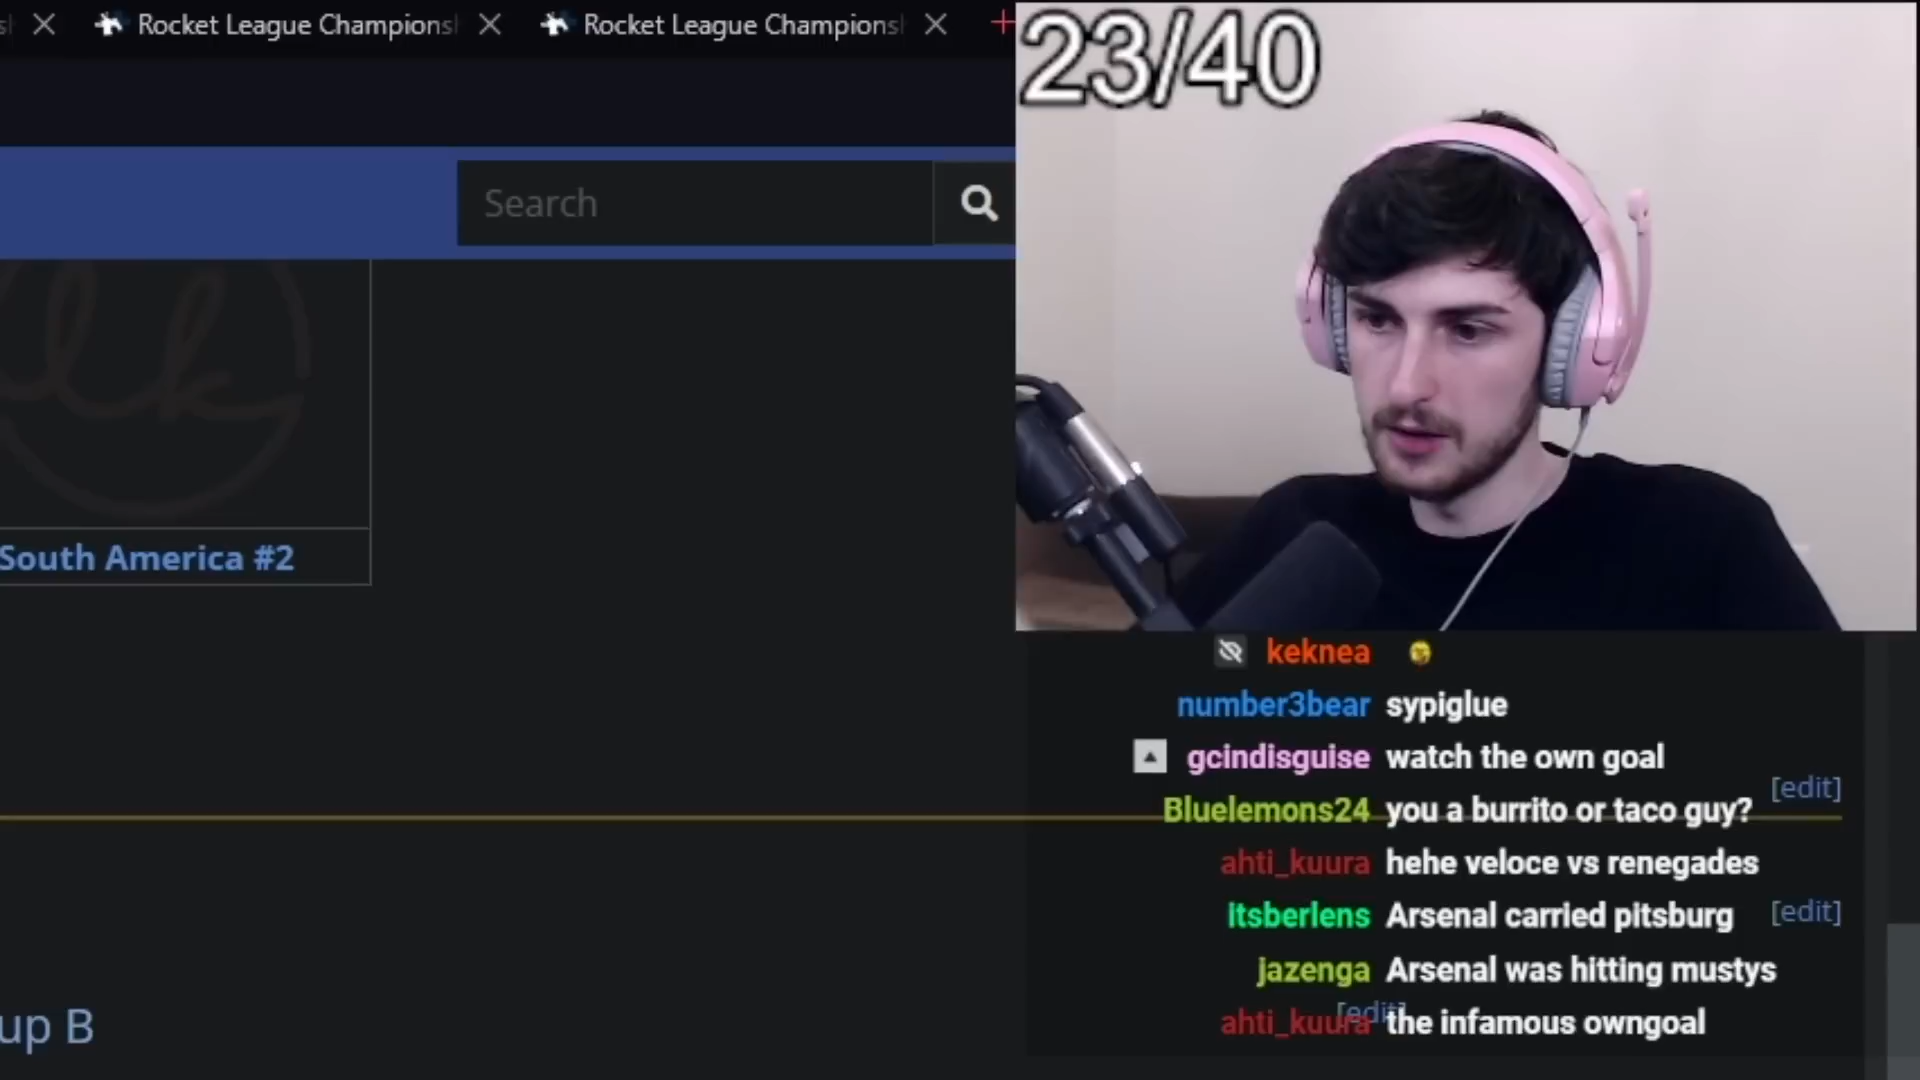 Rocket League Champions
Rocket League Champions
23/40
Search
lk
South America #2
keknea
number3bear sypiglue
gcindisguise watch the own goal
[edit]
Bluelemons24 you a burrito or taco guy?
ahti_kuura hehe veloce vs renegades
itsberlens Arsenal carried pitsburg
[edit]
jazenga Arsenal was hitting mustys
[edit]
ahti_kuura the infamous owngoal
up B